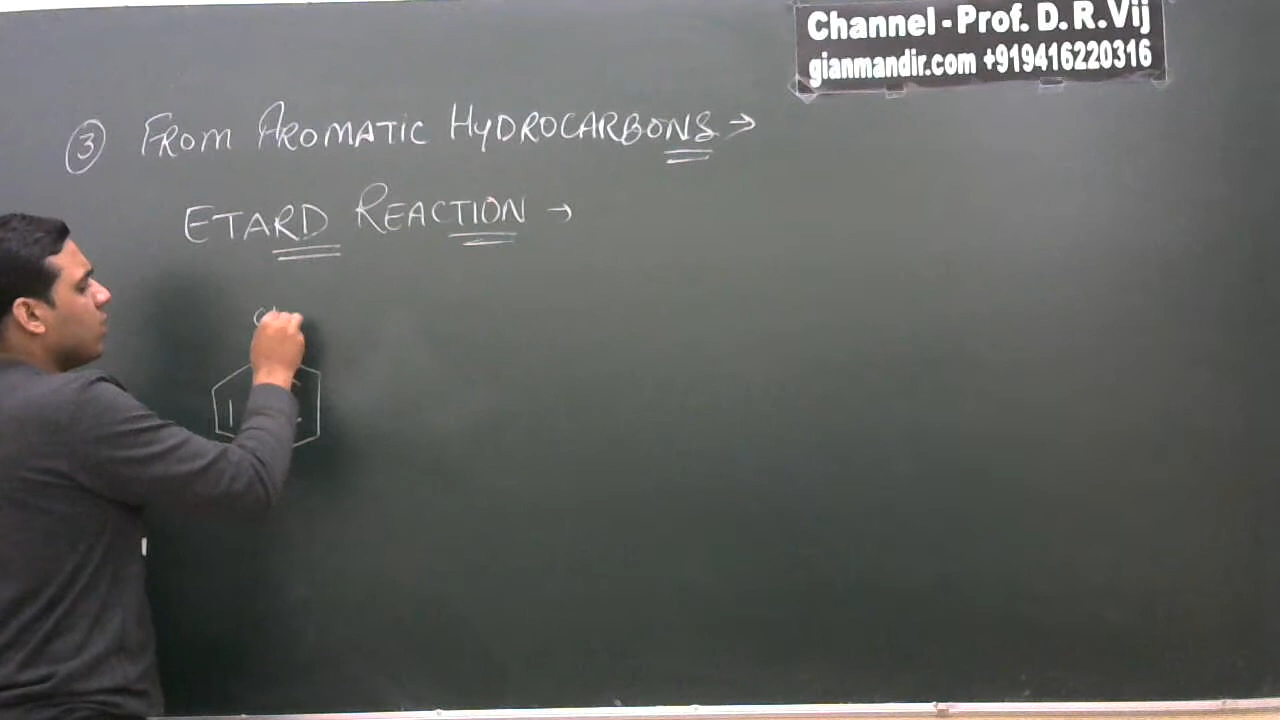 Channel - Prof. D. R. Vij
gianmandir.com +919416220316
③ FROM AROMATIC HYDROCARBONS →
ETARD REACTION →